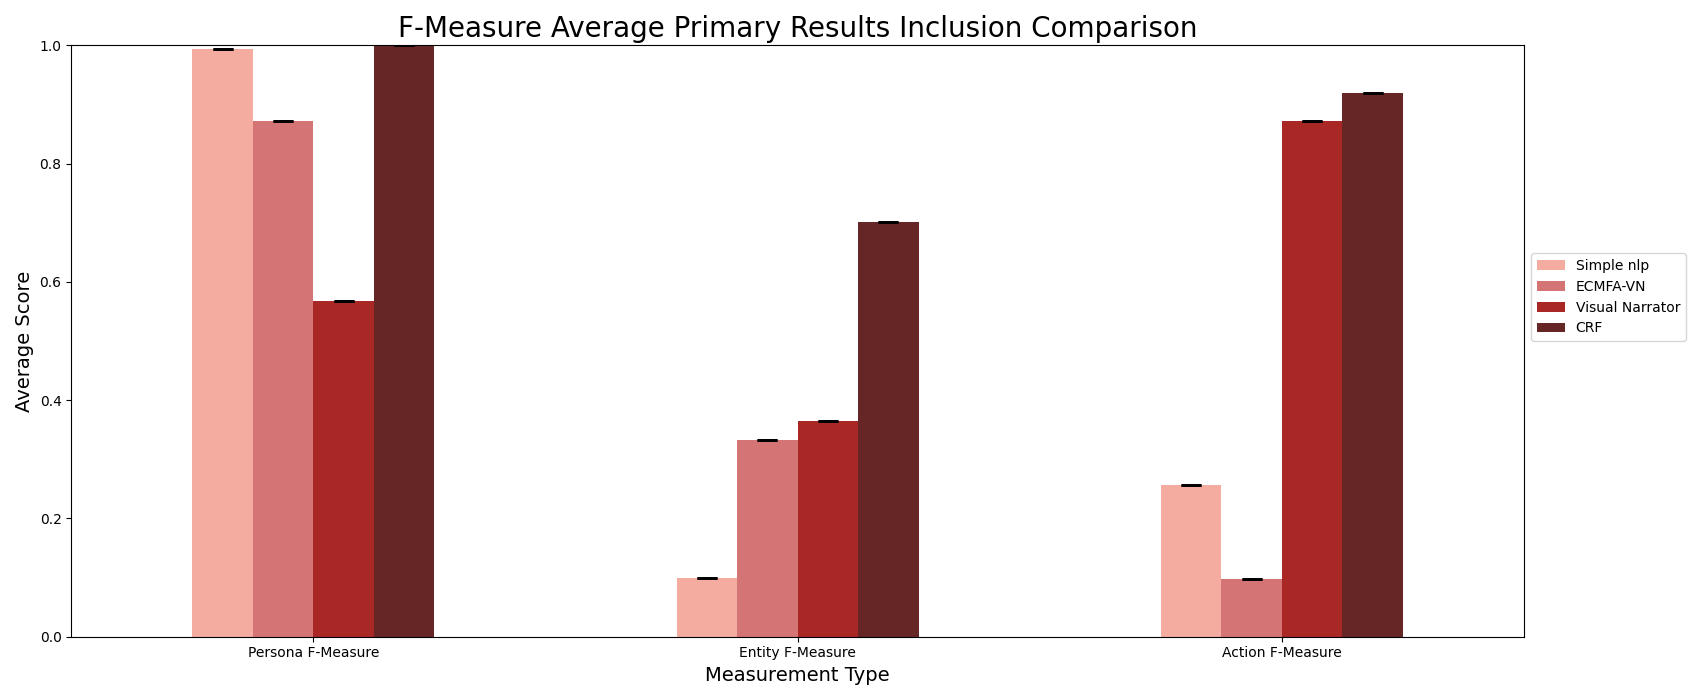 F-Measure Average Primary Results Inclusion Comparison
1.0
0.8
0.6
0.4
0.2
0.0
Average Score
Persona F-Measure
Entity F-Measure
Action F-Measure
Measurement Type
Simple nlp
ECMFA-VN
Visual Narrator
CRF